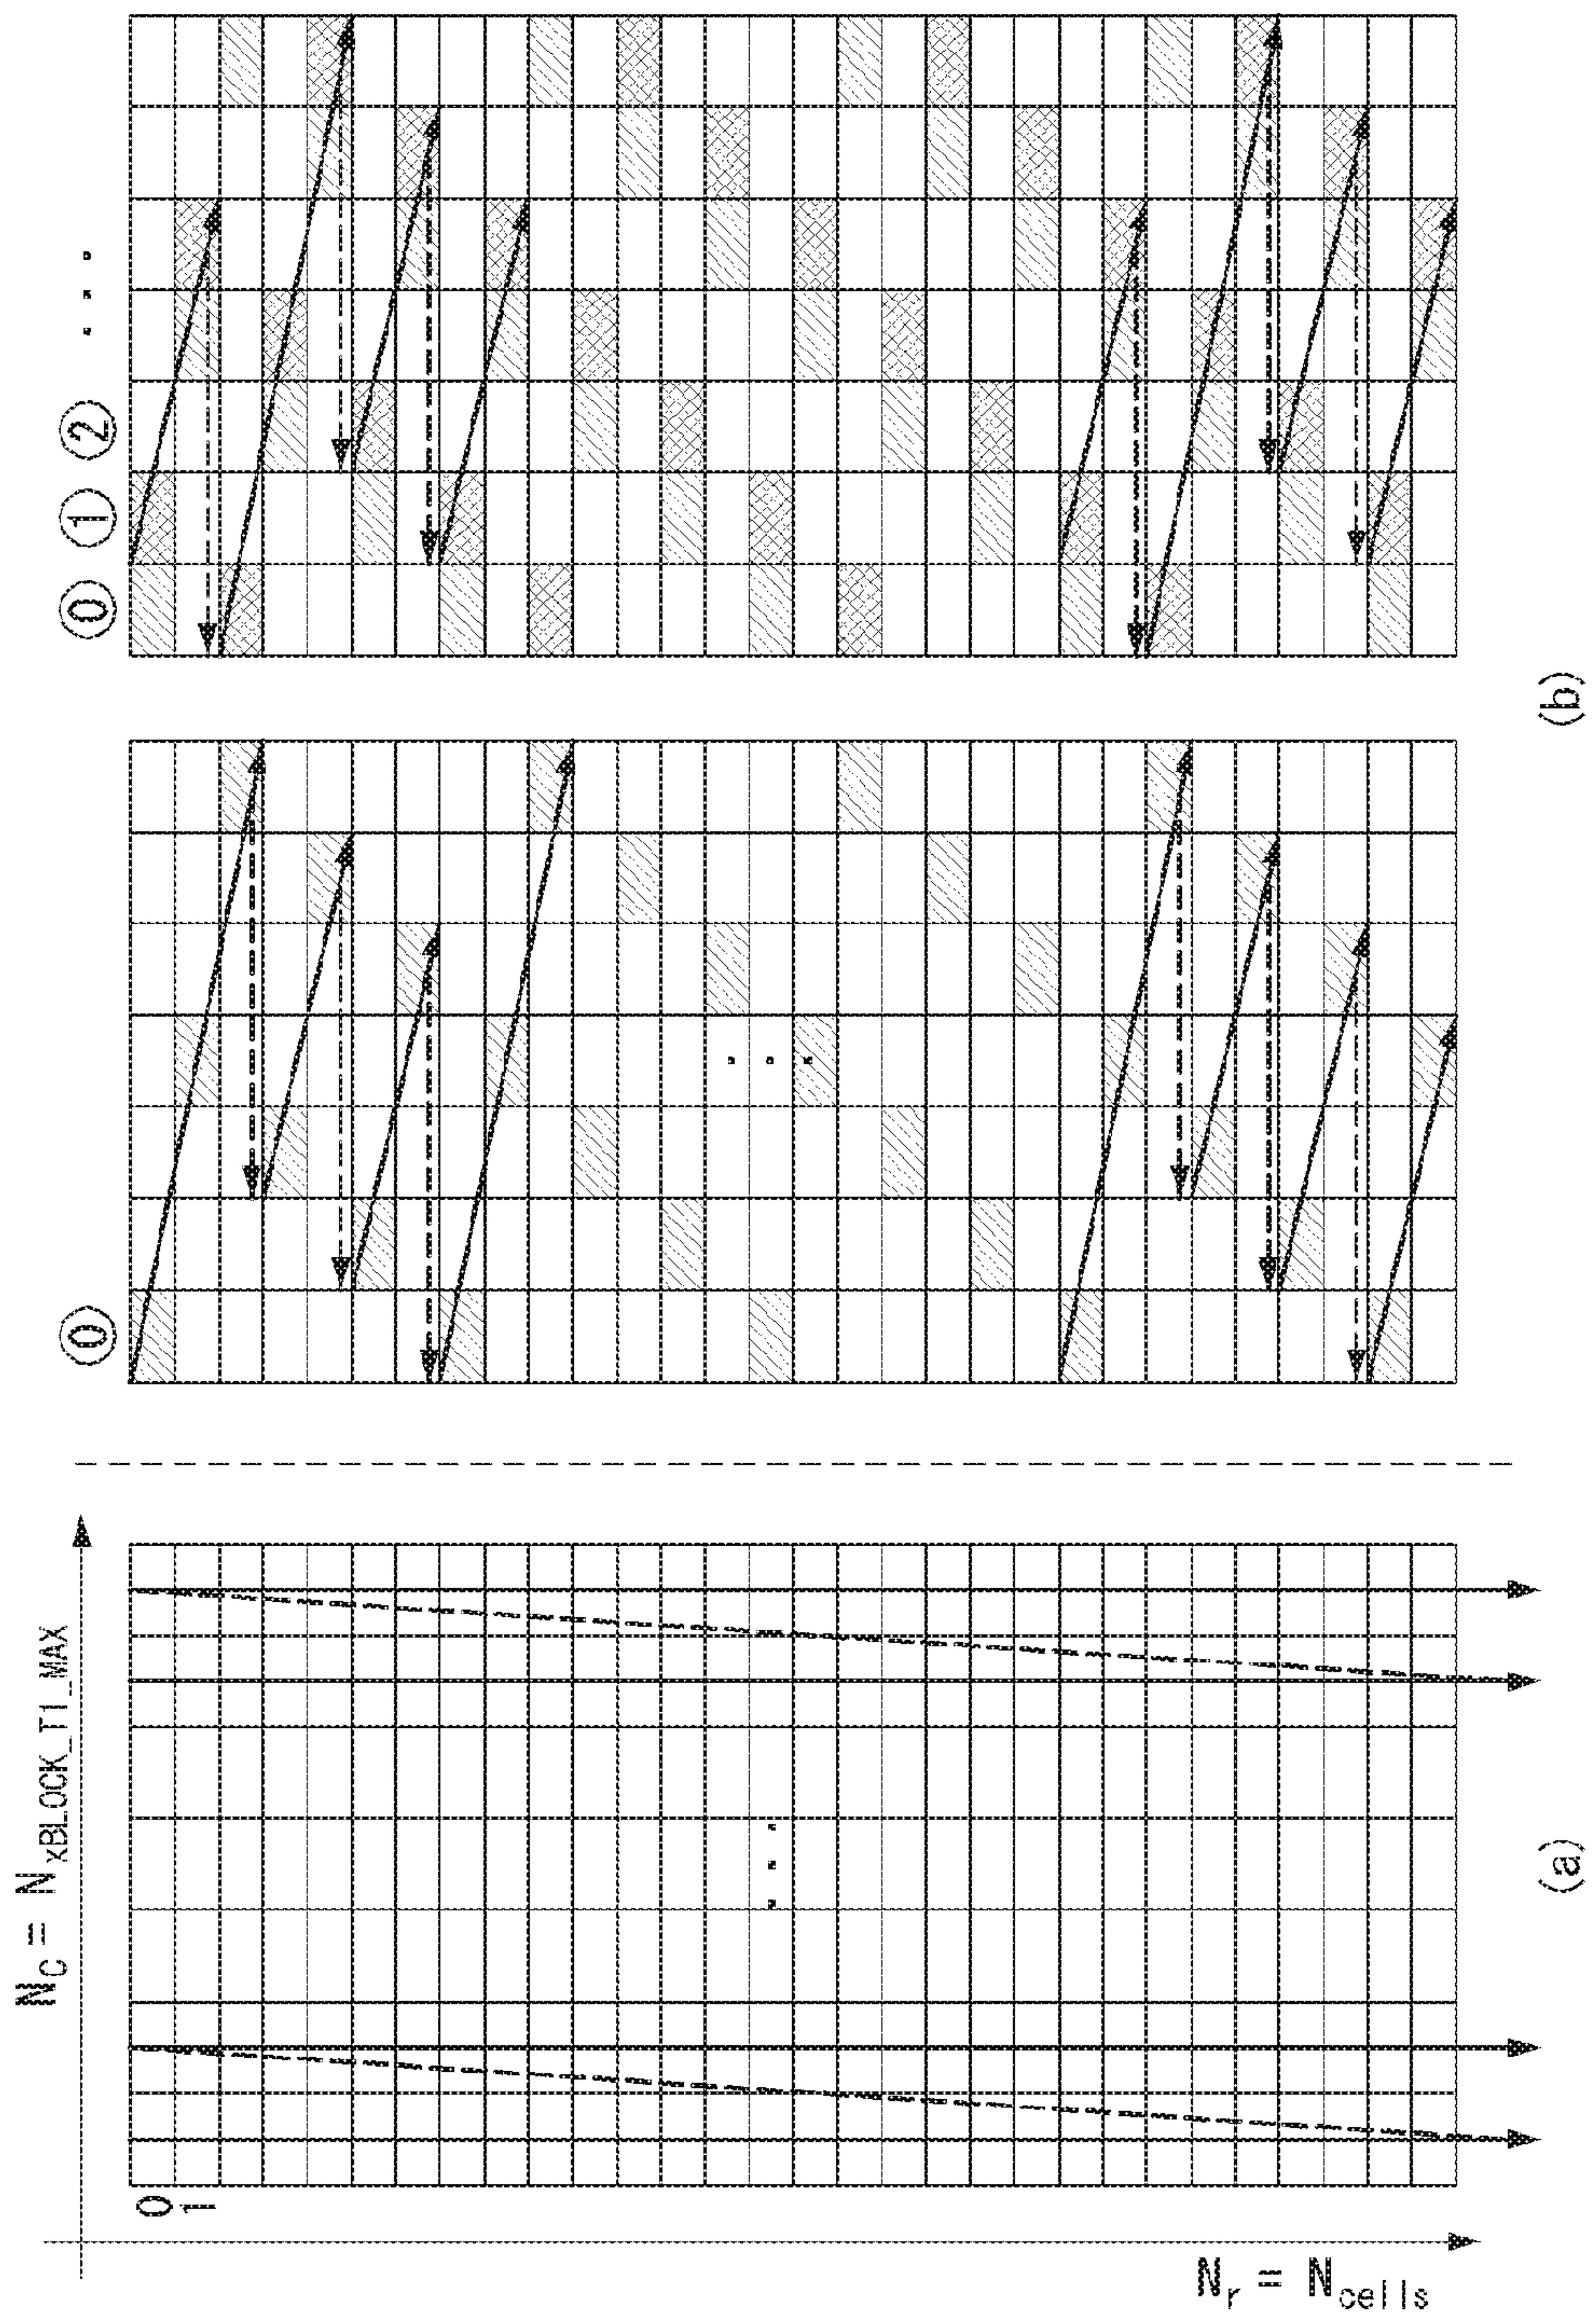 N_C = N_xBLOCK_TI_MAX
0
1
N_r = N_cells
(a)
0
0 1 2 . . .
. . .
. . .
(b)